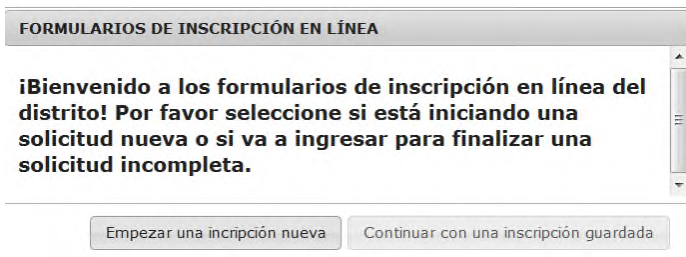 FORMULARIOS DE INSCRIPCIÓN EN LÍNEA
¡Bienvenido a los formularios de inscripción en línea del
distrito! Por favor seleccione si está iniciando una
solicitud nueva o si va a ingresar para finalizar una
solicitud incompleta.
Empezar una incripción nueva Continuar con una inscripción guardada